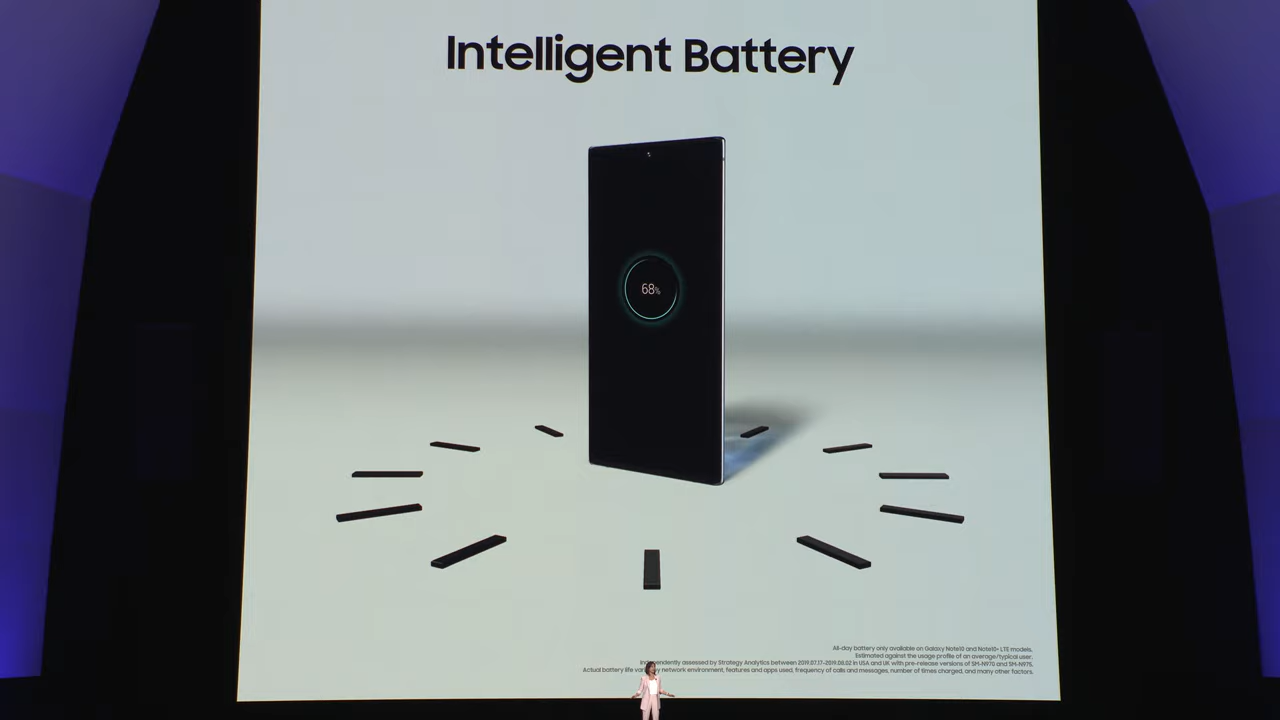 Intelligent Battery
68%
All-day battery only available on Galaxy Note10 and Note10+ LTE models.
Estimated against the usage profile of an average/typical user.
assessed by Strategy Analytics between 2019.07.17-2019.08.02 in USA and UK with pre-release versions of SM-N970 and SM-N975.
Actual battery life network environment, features and apps used, frequency of calls and messages, number of times charged, and many other factors.